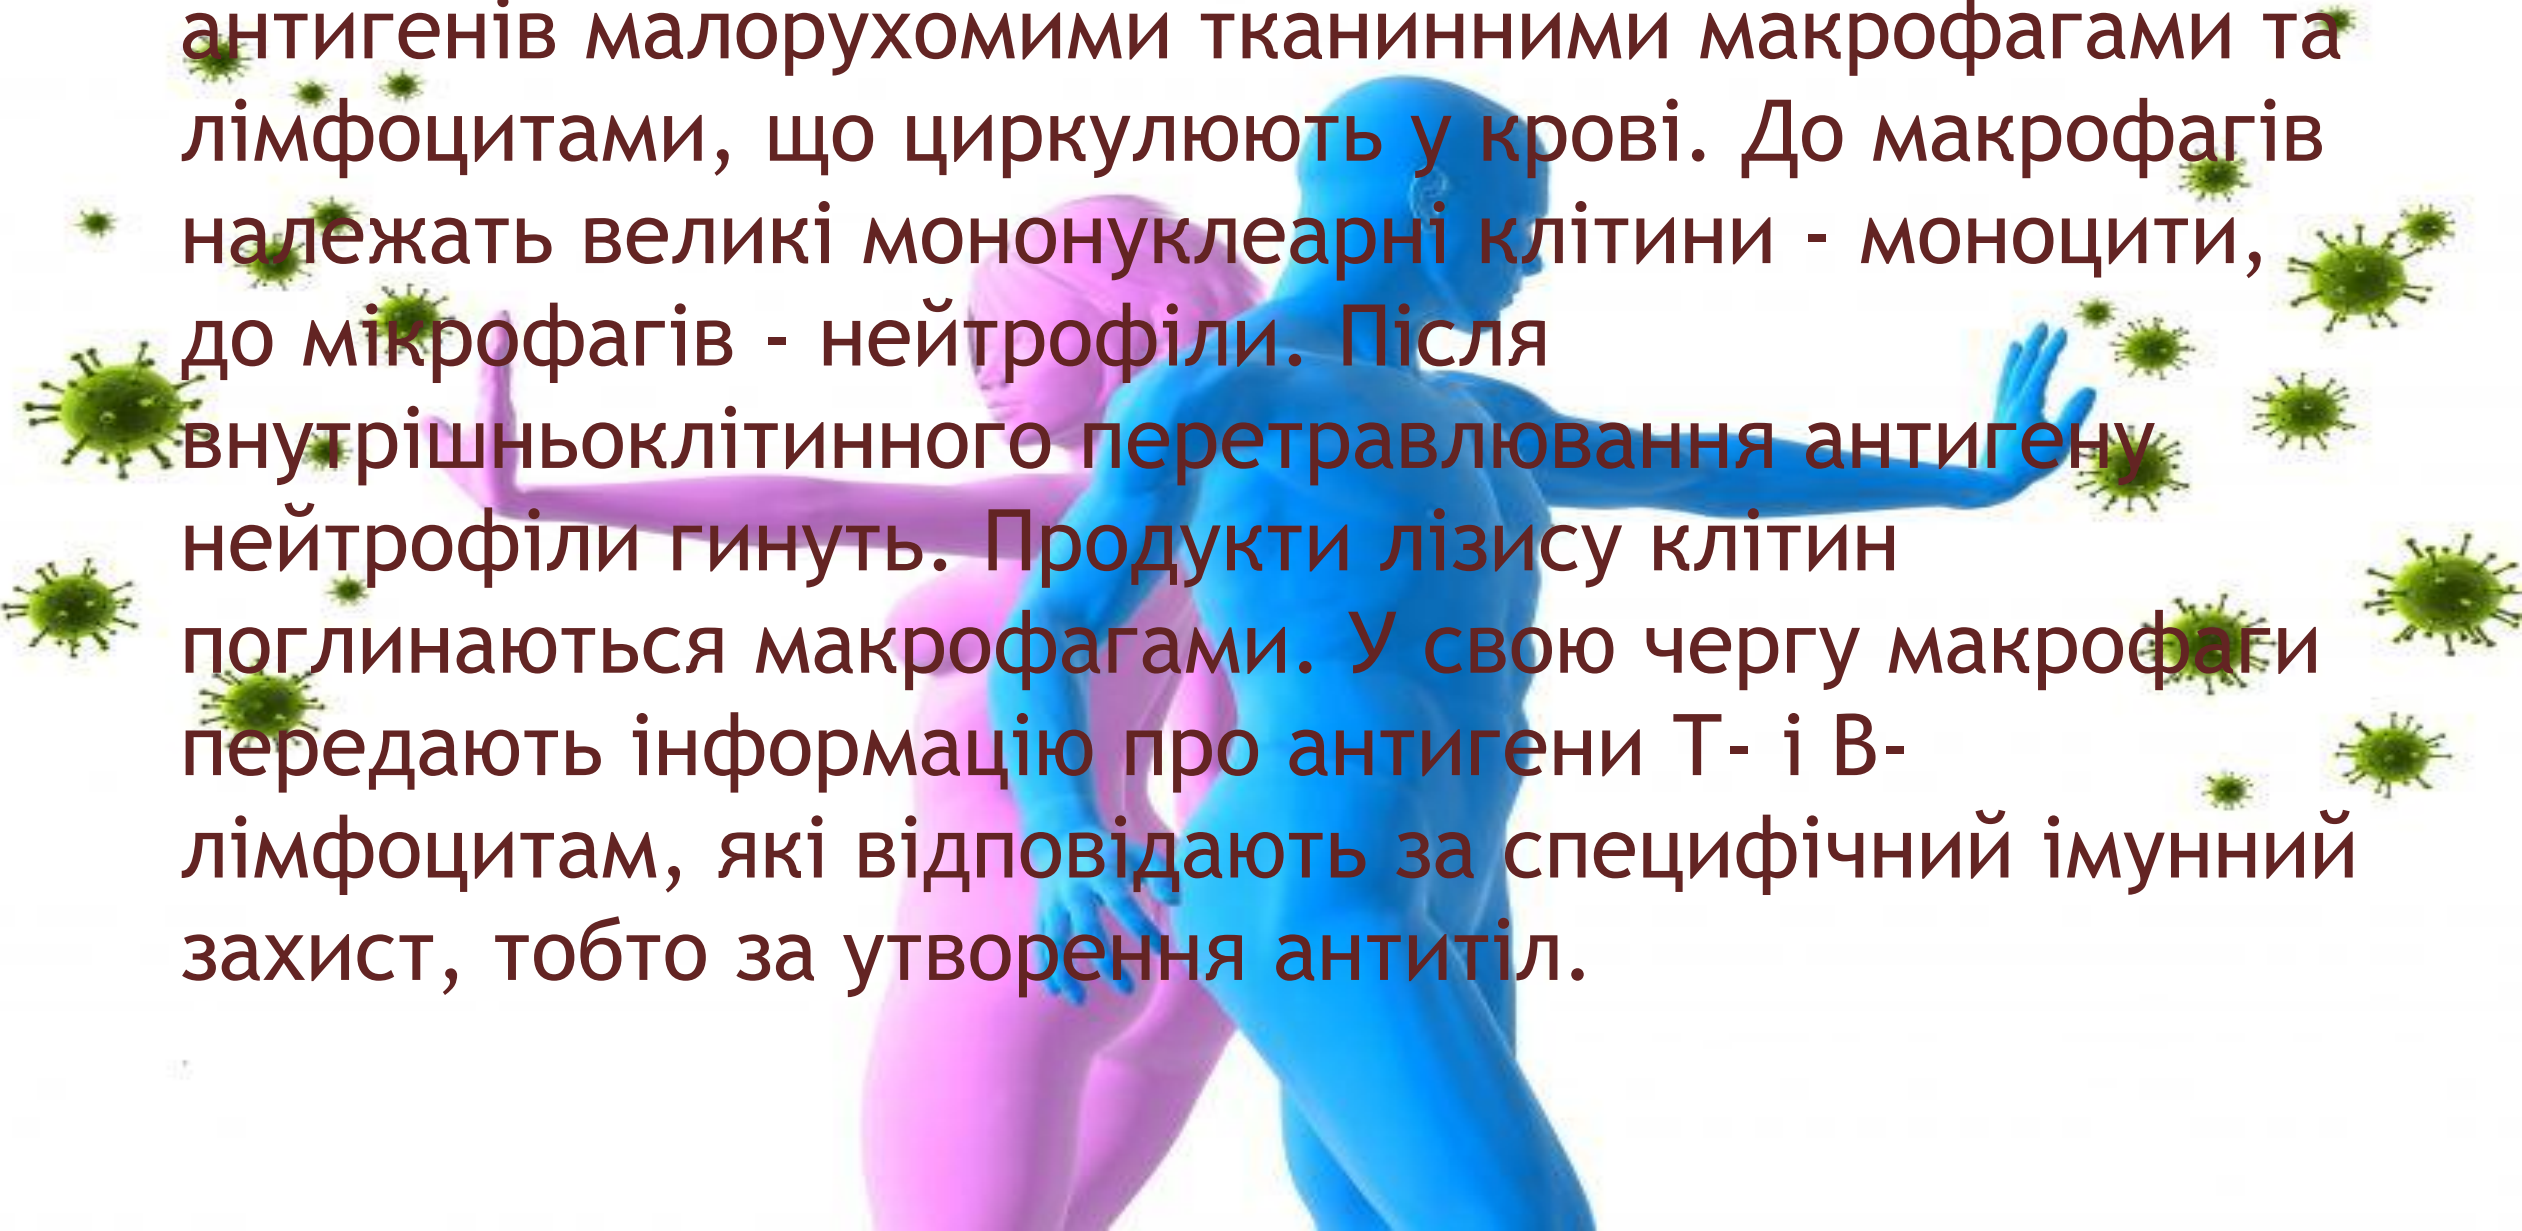 антигенів малорухомими тканинними макрофагами та
лімфоцитами, що циркулюють у крові. До макрофагів
належать великі мононуклеарні клітини - моноцити,
до мікрофагів - нейтрофіли. Після
внутрішньоклітинного перетравлювання антигену
нейтрофіли гинуть. Продукти лізису клітин
поглинаються макрофагами. У свою чергу макрофаги
передають інформацію про антигени Т- і В-
лімфоцитам, які відповідають за специфічний імунний
захист, тобто за утворення антитіл.